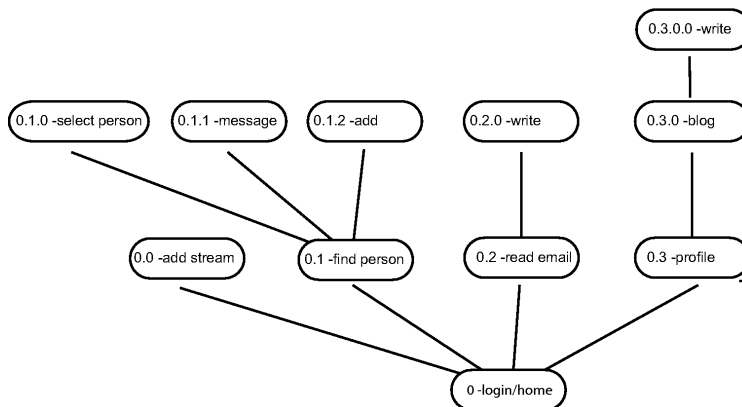 0.3.0.0 -write
0.1.0 -select person
0.1.1 -message
0.1.2 -add
0.2.0 -write
0.3.0 -blog
0.0 -add stream
0.1 -find person
0.2 -read email
0.3 -profile
0 -login/home